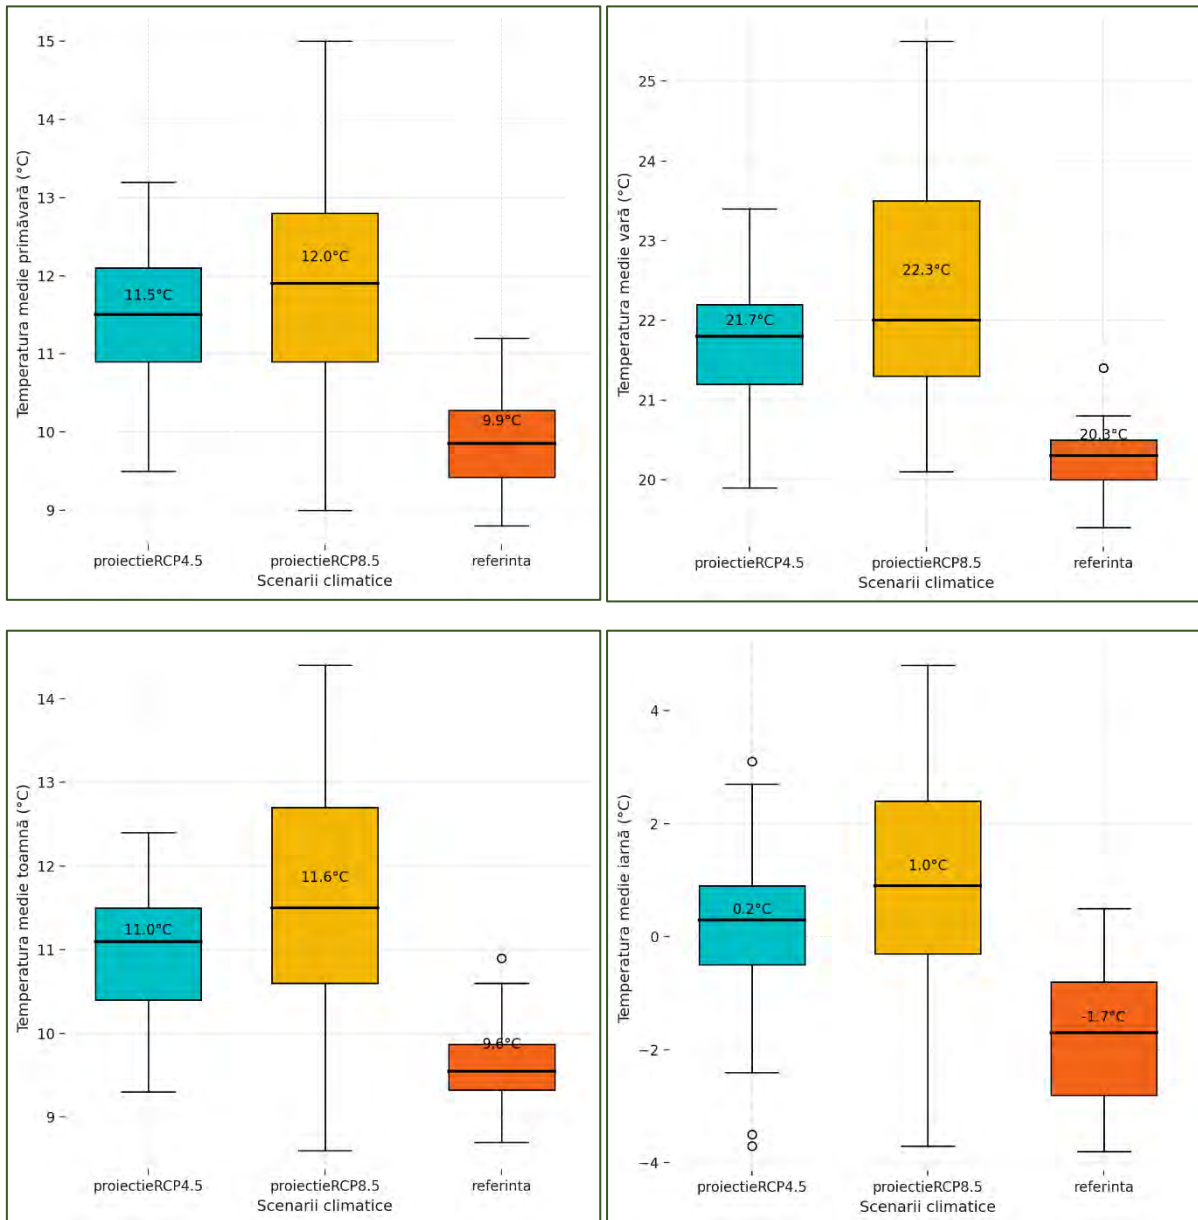 Temperatura medie primăvară (°C)
15
14
13
12
11
10
9
11.5°C
12.0°C
9.9°C
proiectieRCP4.5
proiectieRCP8.5
referinta
Scenarii climatice
Temperatura medie vară (°C)
25
24
23
22
21
20
21.7°C
22.3°C
20.3°C
proiectieRCP4.5
proiectieRCP8.5
referinta
Scenarii climatice
Temperatura medie toamnă (°C)
14
13
12
11
10
9
11.0°C
11.6°C
9.6°C
proiectieRCP4.5
proiectieRCP8.5
referinta
Scenarii climatice
Temperatura medie iarnă (°C)
4
2
0
−2
−4
0.2°C
1.0°C
-1.7°C
proiectieRCP4.5
proiectieRCP8.5
referinta
Scenarii climatice